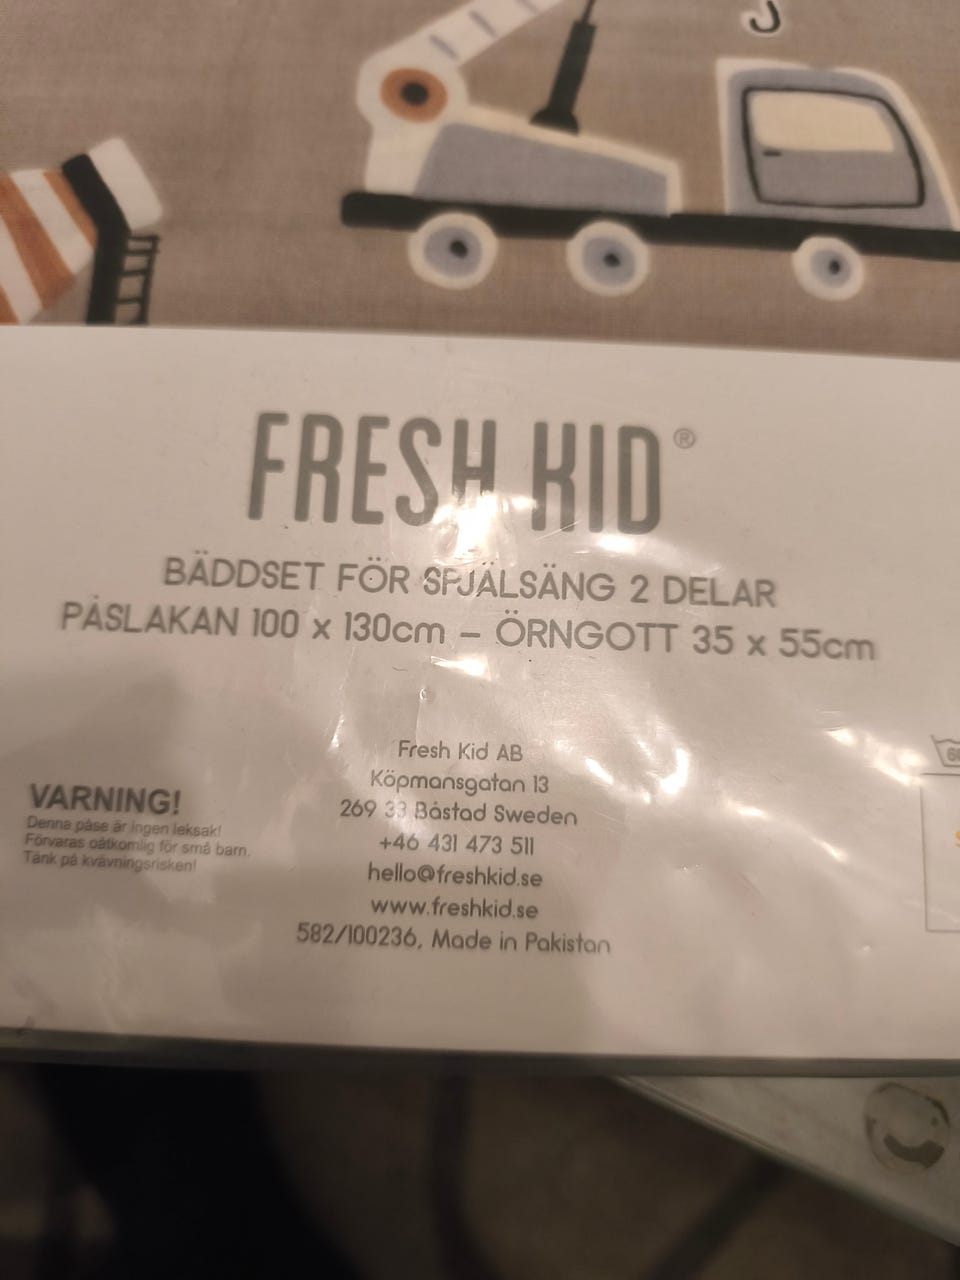 FRESH KID®
BÄDDSET FÖR SPJÄLSÄNG 2 DELAR
PÅSLAKAN 100 x 130cm – ÖRNGOTT 35 x 55cm
Fresh Kid AB
Köpmansgatan 13
269 33 Båstad Sweden
+46 431 473 511
hello@freshkid.se
www.freshkid.se
582/100236, Made in Pakistan
VARNING!
Denna påse är ingen leksak!
Förvaras oåtkomlig för små barn.
Tänk på kvävningsrisken!